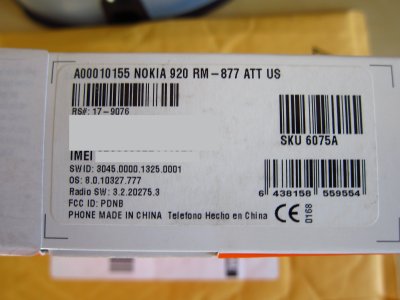 A00010155 NOKIA 920 RM-877 ATT US
RS#: 17-9076
SKU 6075A
IMEI
SWID: 3045.0000.1325.0001
OS: 8.0.10327.777
Radio SW: 3.2.20275.3
FCC ID: PDNB
PHONE MADE IN CHINA Telefono Hecho en China
6 438158 559554
CE 0168